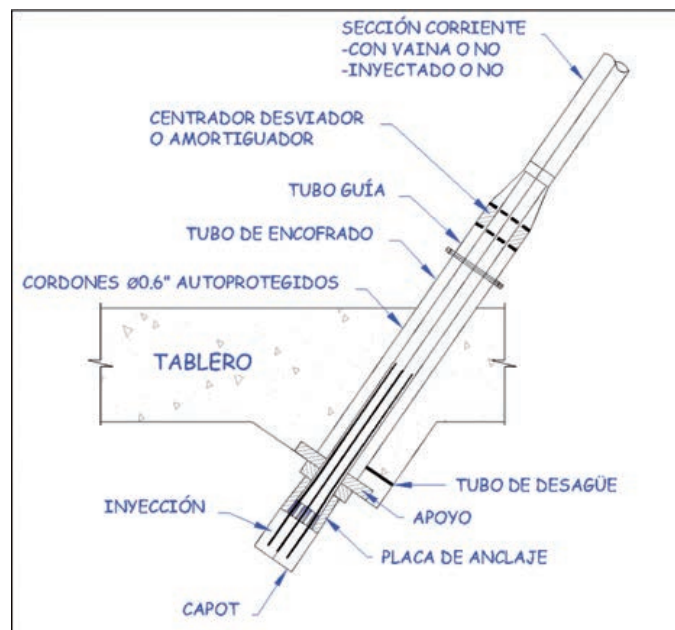 SECCIÓN CORRIENTE
-CON VAINA O NO
-INYECTADO O NO
CENTRADOR DESVIADOR
O AMORTIGUADOR
TUBO GUÍA
TUBO DE ENCOFRADO
CORDONES ø0.6" AUTOPROTEGIDOS
TABLERO
TUBO DE DESAGÜE
INYECCIÓN
APOYO
PLACA DE ANCLAJE
CAPOT